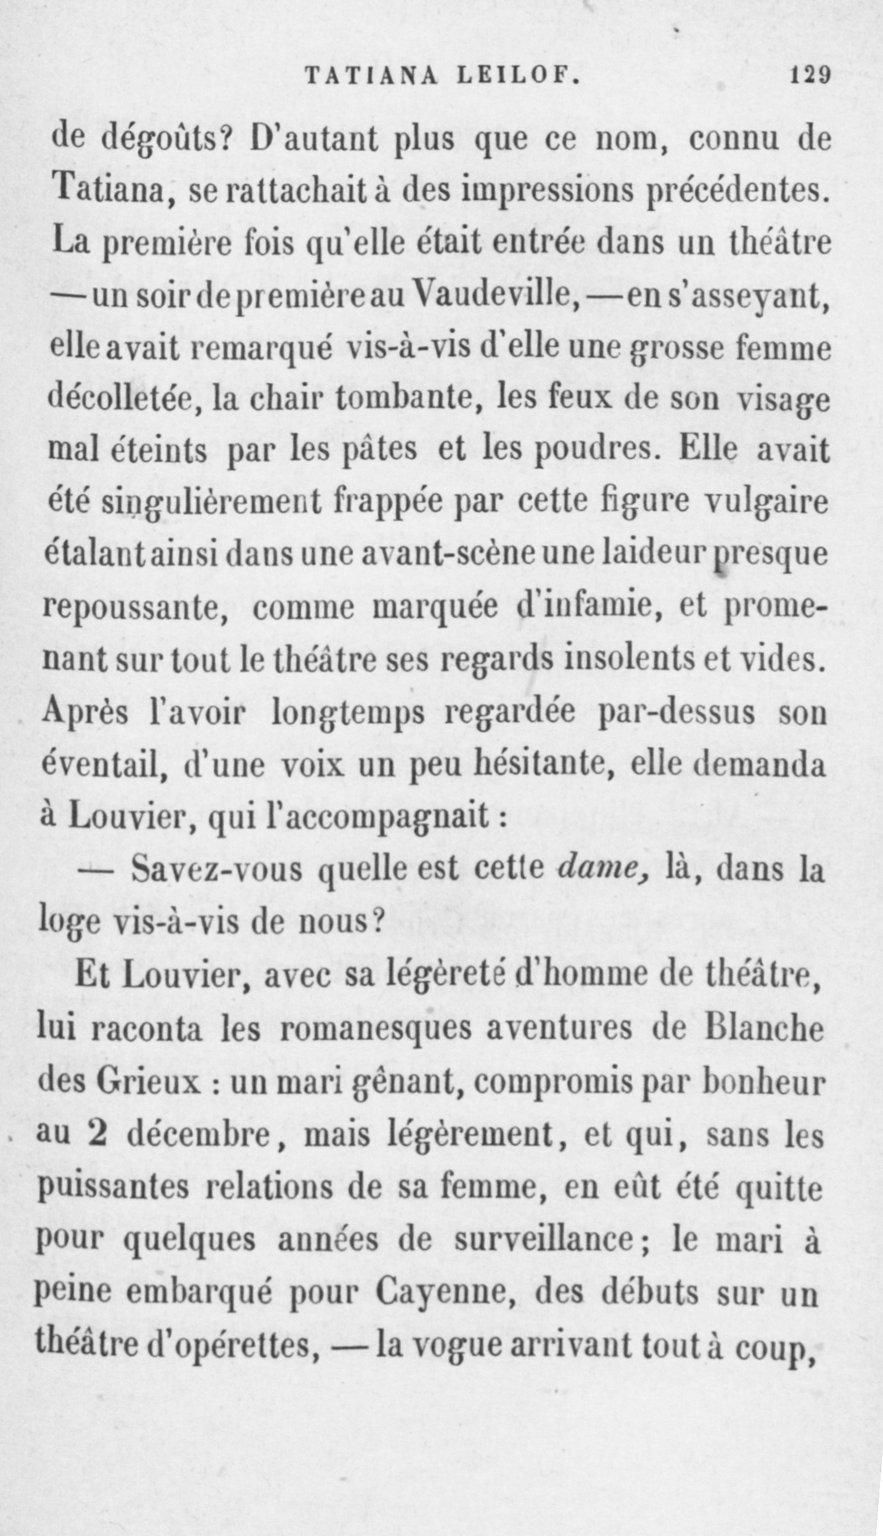 TATIANA LEILOF. 129
de dégoûts? D'autant plus que ce nom, connu de
Tatiana, se rattachait à des impressions précédentes.
La première fois qu'elle était entrée dans un théâtre
— un soir de première au Vaudeville, — en s'asseyant,
elle avait remarqué vis-à-vis d'elle une grosse femme
décolletée, la chair tombante, les feux de son visage
mal éteints par les pâtes et les poudres. Elle avait
été singulièrement frappée par cette figure vulgaire
étalant ainsi dans une avant-scène une laideur presque
repoussante, comme marquée d'infamie, et prome-
nant sur tout le théâtre ses regards insolents et vides.
Après l'avoir longtemps regardée par-dessus son
éventail, d'une voix un peu hésitante, elle demanda
à Louvier, qui l'accompagnait :
— Savez-vous quelle est cette dame, là, dans la
loge vis-à-vis de nous?
Et Louvier, avec sa légèreté d'homme de théâtre,
lui raconta les romanesques aventures de Blanche
des Grieux : un mari gênant, compromis par bonheur
au 2 décembre, mais légèrement, et qui, sans les
puissantes relations de sa femme, en eût été quitte
pour quelques années de surveillance; le mari à
peine embarqué pour Cayenne, des débuts sur un
théâtre d'opérettes, — la vogue arrivant tout à coup,